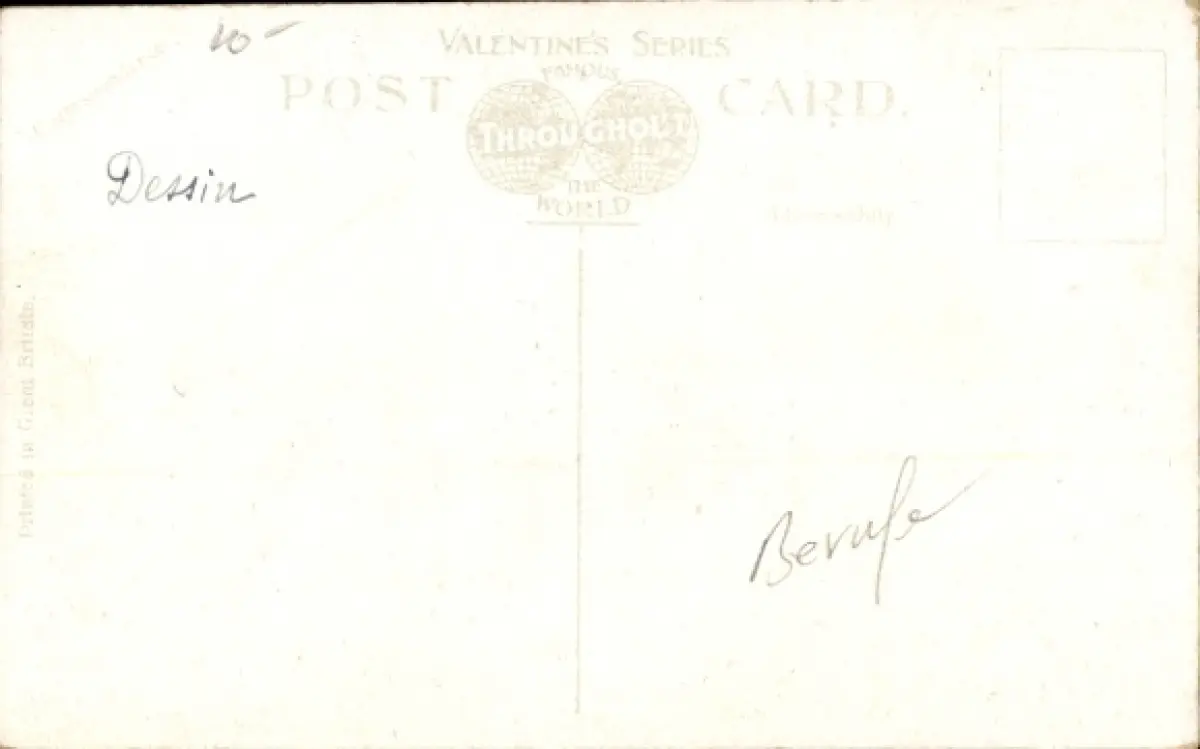 10-
VALENTINE'S SERIES
POST CARD.
FAMOUS
THROUGHOUT
THE
WORLD
Dessin
Printed in Great Britain.
Berufe